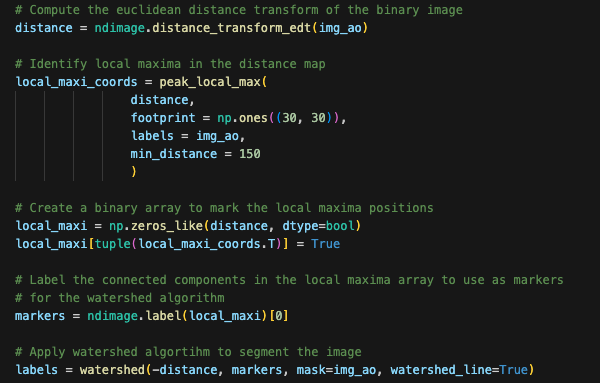 # Compute the euclidean distance transform of the binary image
distance = ndimage.distance_transform_edt(img_ao)
# Identify local maxima in the distance map
local_maxi_coords = peak_local_max(
distance,
footprint = np.ones((30, 30)),
labels = img_ao,
min_distance = 150
)
# Create a binary array to mark the local maxima positions
local_maxi = np.zeros_like(distance, dtype=bool)
local_maxi[tuple(local_maxi_coords.T)] = True
# Label the connected components in the local maxima array to use as markers
# for the watershed algorithm
markers = ndimage.label(local_maxi)[0]
# Apply watershed algortihm to segment the image
labels = watershed(-distance, markers, mask=img_ao, watershed_line=True)